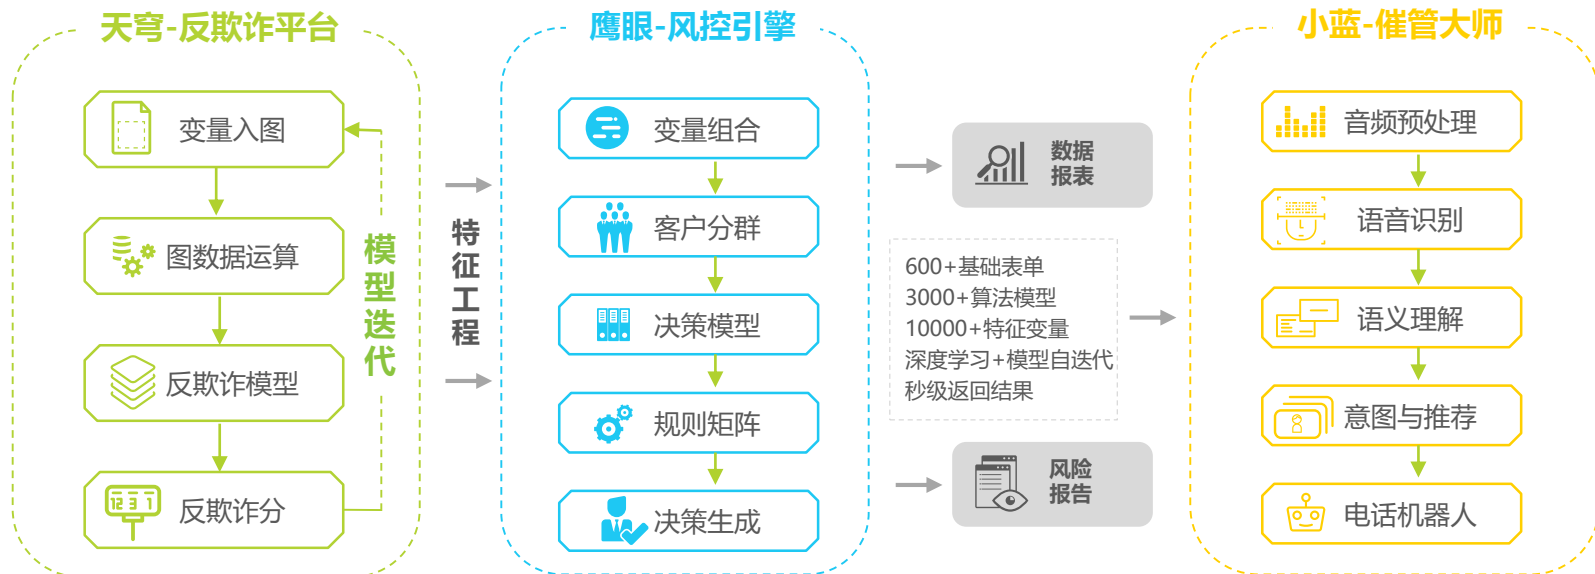 天穹-反欺诈平台
变量入图
图数据运算
反欺诈模型
反欺诈分
模型迭代
特征工程
鹰眼-风控引擎
变量组合
客户分群
决策模型
规则矩阵
决策生成
数据
报表
600+基础表单
3000+算法模型
10000+特征变量
深度学习+模型自迭代
秒级返回结果
风险
报告
小蓝-催管大师
音频预处理
语音识别
语义理解
意图与推荐
电话机器人